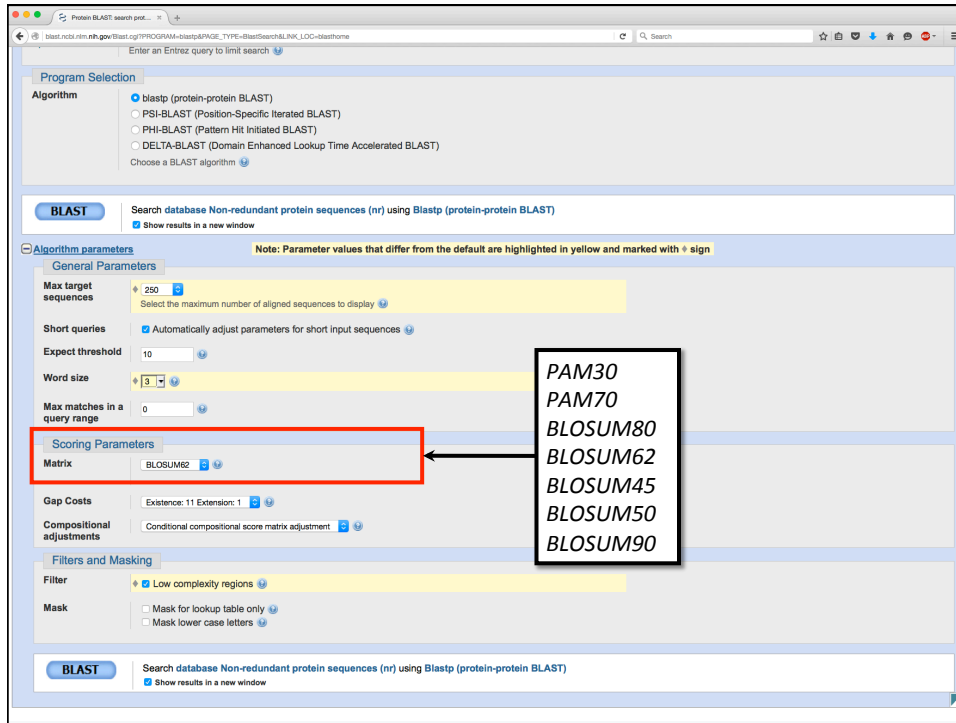 Protein BLAST: search prot...
blast.ncbi.nlm.nih.gov/Blast.cgi?PROGRAM=blastp&PAGE_TYPE=BlastSearch&LINK_LOC=blasthome
Search
Enter an Entrez query to limit search
Program Selection
Algorithm
blastp (protein-protein BLAST)
PSI-BLAST (Position-Specific Iterated BLAST)
PHI-BLAST (Pattern Hit Initiated BLAST)
DELTA-BLAST (Domain Enhanced Lookup Time Accelerated BLAST)
Choose a BLAST algorithm
BLAST
Search database Non-redundant protein sequences (nr) using Blastp (protein-protein BLAST)
Show results in a new window
Algorithm parameters
Note: Parameter values that differ from the default are highlighted in yellow and marked with ♦ sign
General Parameters
Max target sequences
250
Select the maximum number of aligned sequences to display
Short queries
Automatically adjust parameters for short input sequences
Expect threshold
10
Word size
3
Max matches in a query range
0
Scoring Parameters
Matrix
BLOSUM62
Gap Costs
Existence: 11 Extension: 1
Compositional adjustments
Conditional compositional score matrix adjustment
PAM30
PAM70
BLOSUM80
BLOSUM62
BLOSUM45
BLOSUM50
BLOSUM90
Filters and Masking
Filter
Low complexity regions
Mask
Mask for lookup table only
Mask lower case letters
BLAST
Search database Non-redundant protein sequences (nr) using Blastp (protein-protein BLAST)
Show results in a new window